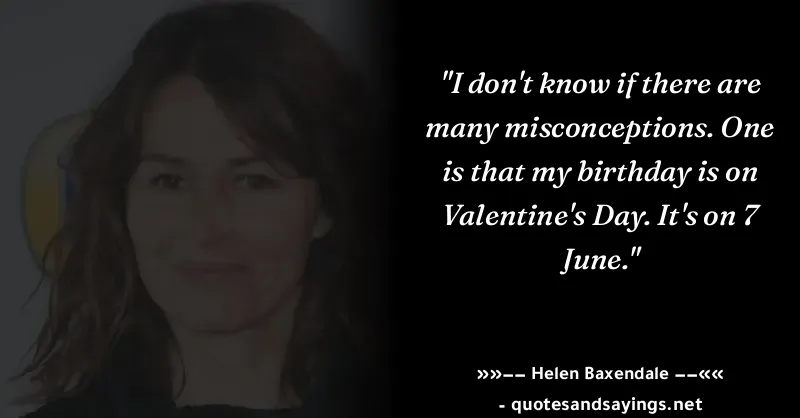 "I don't know if there are
many misconceptions. One
is that my birthday is on
Valentine's Day. It's on 7
June."
»»—— Helen Baxendale ——««
- quotesandsayings.net